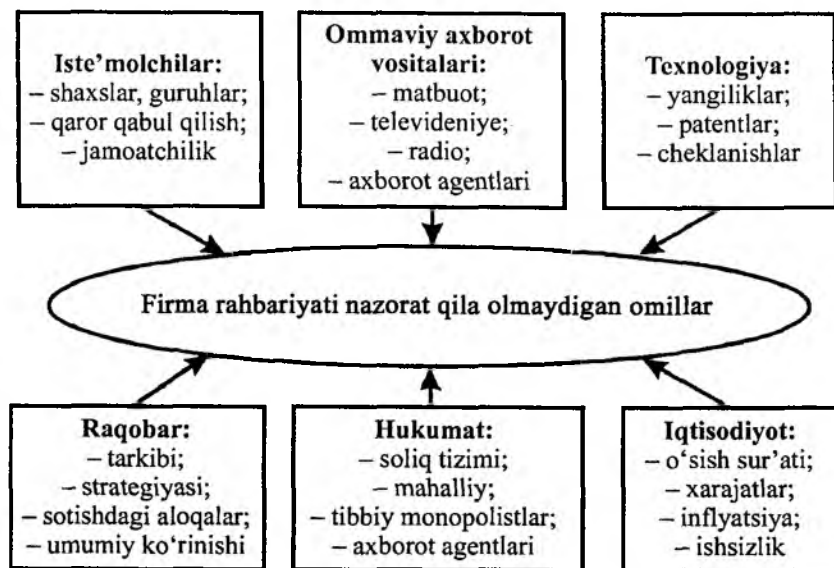 Iste’molchilar:
– shaxslar, guruhlar;
– qaror qabul qilish;
– jamoatchilik
Ommaviy axborot
vositalari:
– matbuot;
– televideniye;
– radio;
– axborot agentlari
Texnologiya:
– yangiliklar;
– patentlar;
– cheklanishlar
Firma rahbariyati nazorat qila olmaydigan omillar
Raqobar:
– tarkibi;
– strategiyasi;
– sotishdagi aloqalar;
– umumiy ko‘rinishi
Hukumat:
– soliq tizimi;
– mahalliy;
– tibbiy monopolistlar;
– axborot agentlari
Iqtisodiyot:
– o‘sish sur’ati;
– xarajatlar;
– inflyatsiya;
– ishsizlik